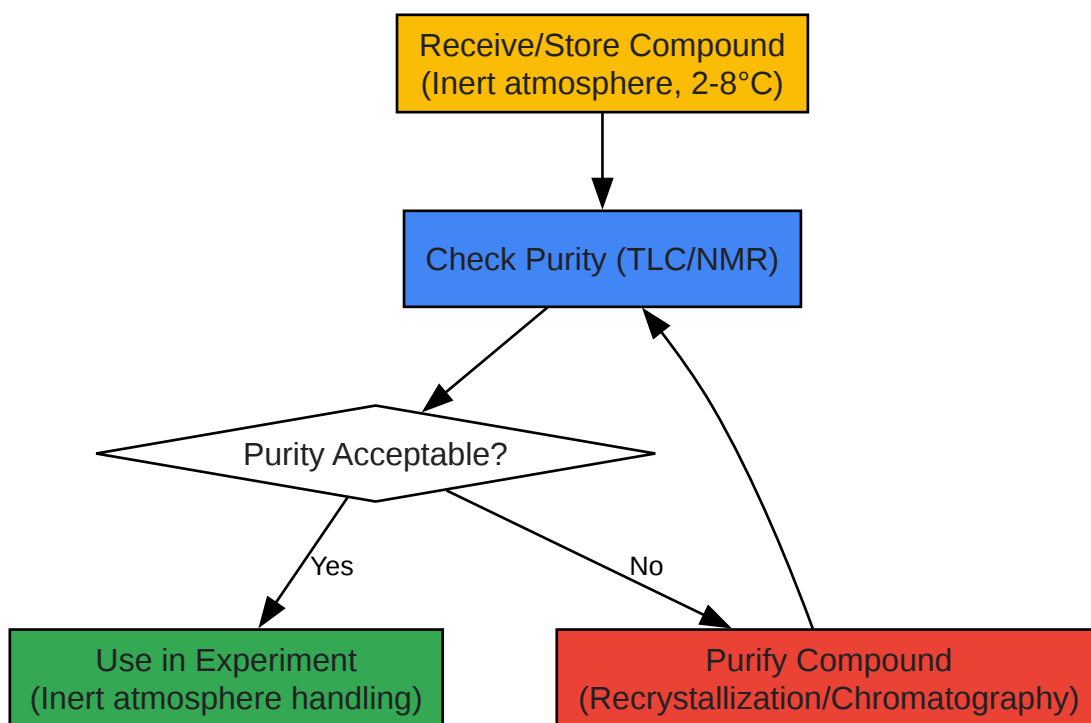 Receive/Store Compound
(Inert atmosphere, 2-8°C)
Check Purity (TLC/NMR)
Purity Acceptable?
Yes
No
Use in Experiment
(Inert atmosphere handling)
Purify Compound
(Recrystallization/Chromatography)